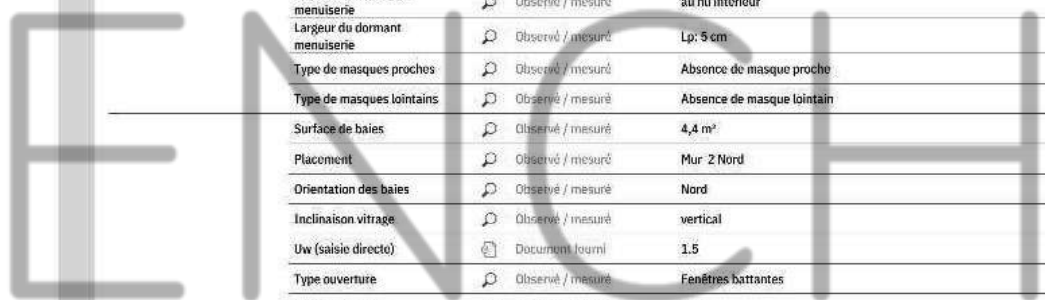 menuiserie Observé / mesuré au nu intérieur
Largeur du dormant
menuiserie Observé / mesuré Lp: 5 cm
Type de masques proches Observé / mesuré Absence de masque proche
Type de masques lointains Observé / mesuré Absence de masque lointain
Surface de baies Observé / mesuré 4,4 m²
Placement Observé / mesuré Mur 2 Nord
Orientation des baies Observé / mesuré Nord
Inclinaison vitrage Observé / mesuré vertical
Uw (saisie directe) Document fourni 1.5
Type ouverture Observé / mesuré Fenêtres battantes
ENCH